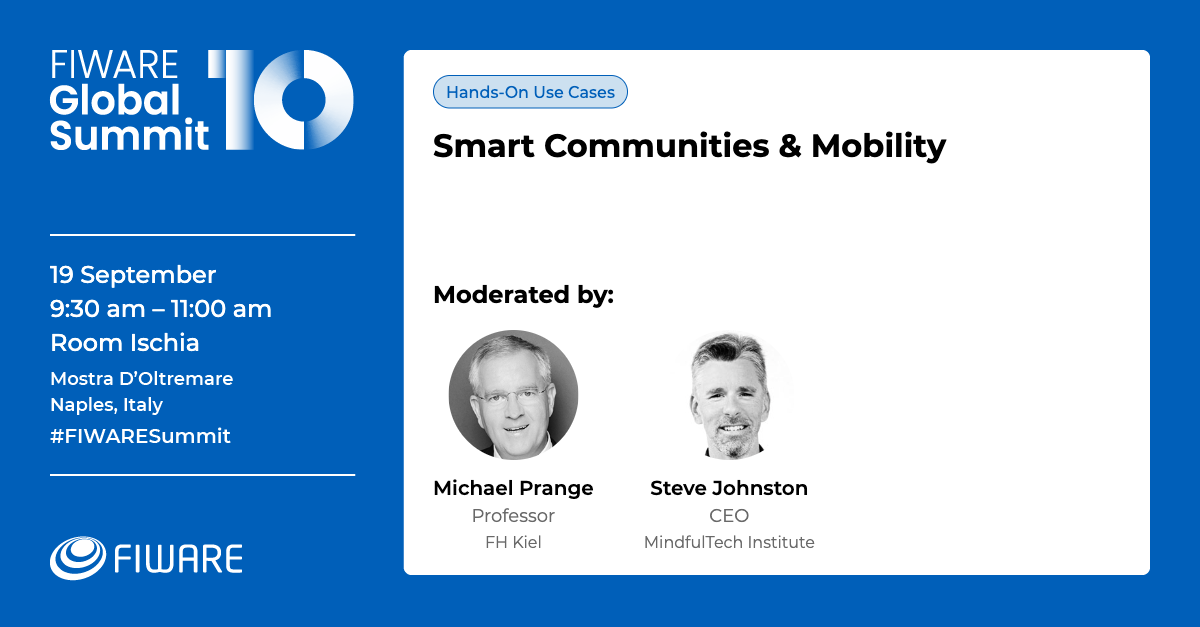 FIWARE
Global
Summit
10
19 September
9:30 am – 11:00 am
Room Ischia
Mostra D’Oltremare
Naples, Italy
#FIWARESummit
FIWARE
Hands-On Use Cases
Smart Communities & Mobility
Moderated by:
Michael Prange
Professor
FH Kiel
Steve Johnston
CEO
MindfulTech Institute